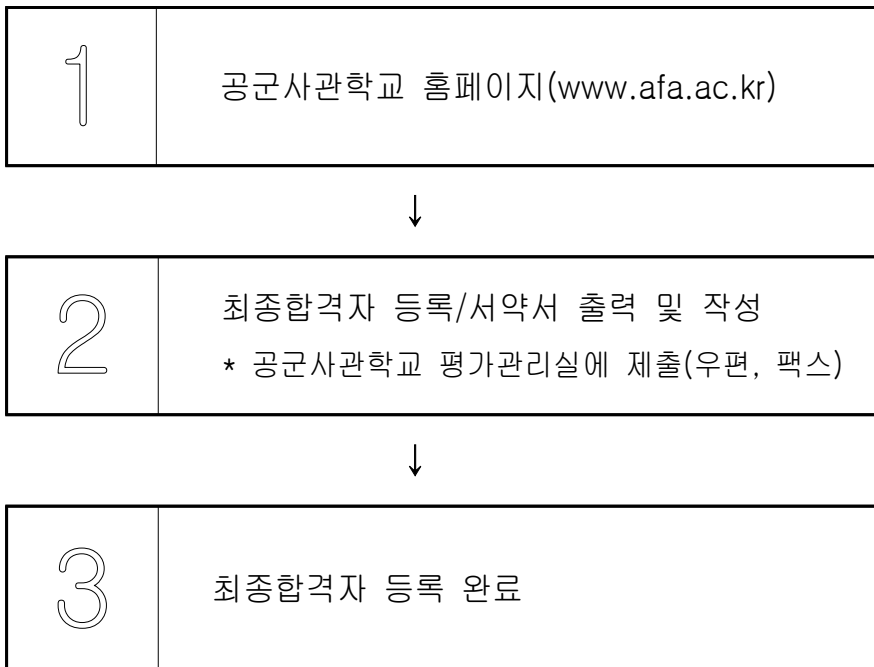 1
공군사관학교 홈페이지(www.afa.ac.kr)
↓
2
최종합격자 등록/서약서 출력 및 작성
* 공군사관학교 평가관리실에 제출(우편, 팩스)
↓
3
최종합격자 등록 완료